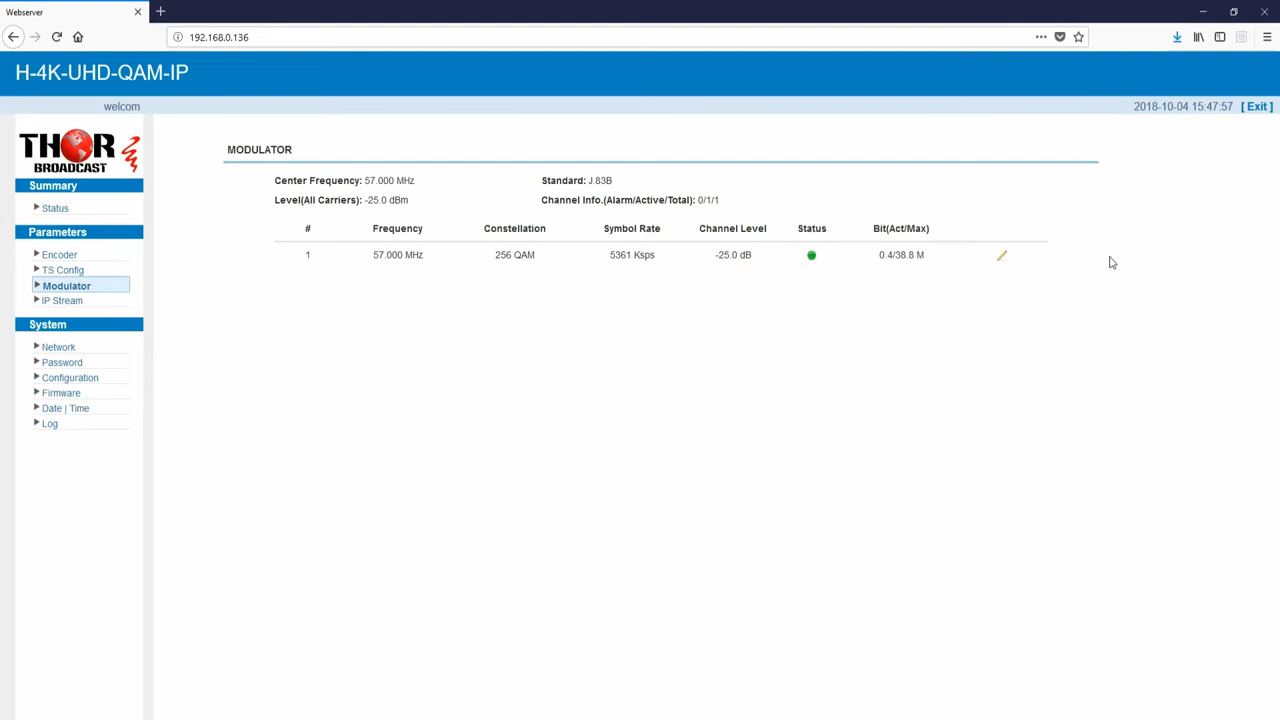 Webserver
192.168.0.136
H-4K-UHD-QAM-IP
welcom
2018-10-04 15:47:57 [ Exit ]
THOR
BROADCAST
Summary
Status
Parameters
Encoder
TS Config
Modulator
IP Stream
System
Network
Password
Configuration
Firmware
Date | Time
Log
MODULATOR
Center Frequency: 57.000 MHz Standard: J.83B
Level(All Carriers): -25.0 dBm Channel Info.(Alarm/Active/Total): 0/1/1
# Frequency Constellation Symbol Rate Channel Level Status Bit(Act/Max)
1 57.000 MHz 256 QAM 5361 Ksps -25.0 dB 0.4/38.8 M